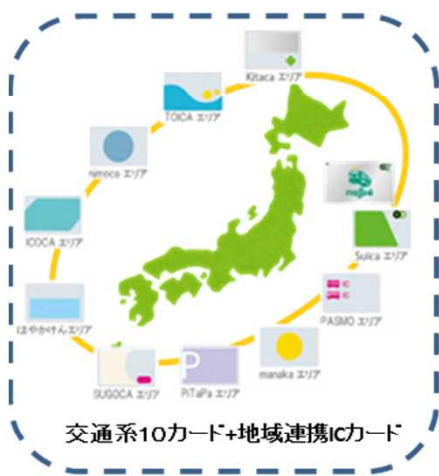 Kitaca エリア
TOICA エリア
nimoca エリア
ICOCA エリア
Suica エリア
はやかけんエリア
PASMO エリア
IC
IC
manaka エリア
P
PiTaPa エリア
SUGOCA エリア
交通系10カード+地域連携ICカード